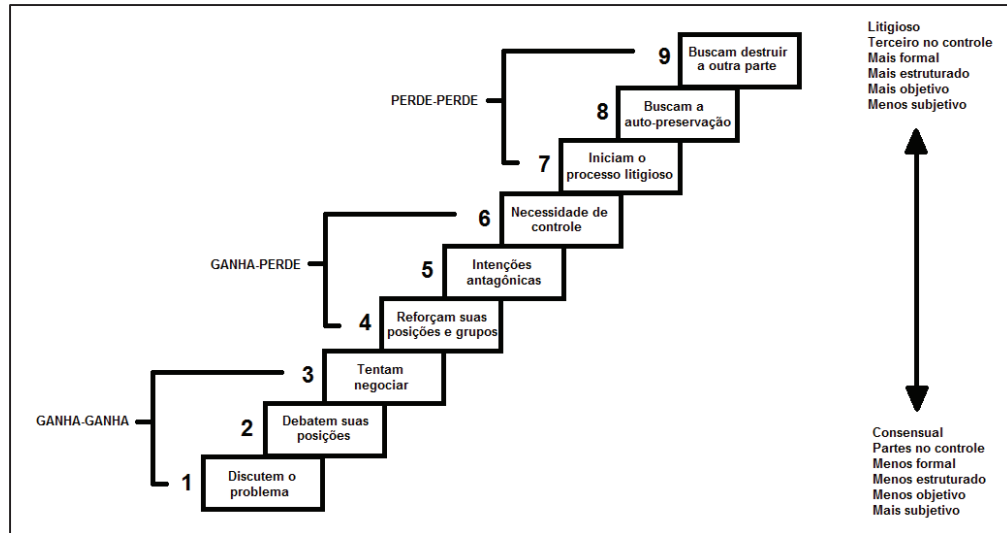 Litigioso
Terceiro no controle
Mais formal
Mais estruturado
Mais objetivo
Menos subjetivo
9
Buscam destruir
a outra parte
PERDE-PERDE
8
Buscam a
auto-preservação
7
Iniciam o
processo litigioso
6
Necessidade de
controle
GANHA-PERDE
5
Intenções
antagônicas
4
Reforçam suas
posições e grupos
3
Tentam
negociar
GANHA-GANHA
2
Debatem suas
posições
1
Discutem o
problema
Consensual
Partes no controle
Menos formal
Menos estruturado
Menos objetivo
Mais subjetivo